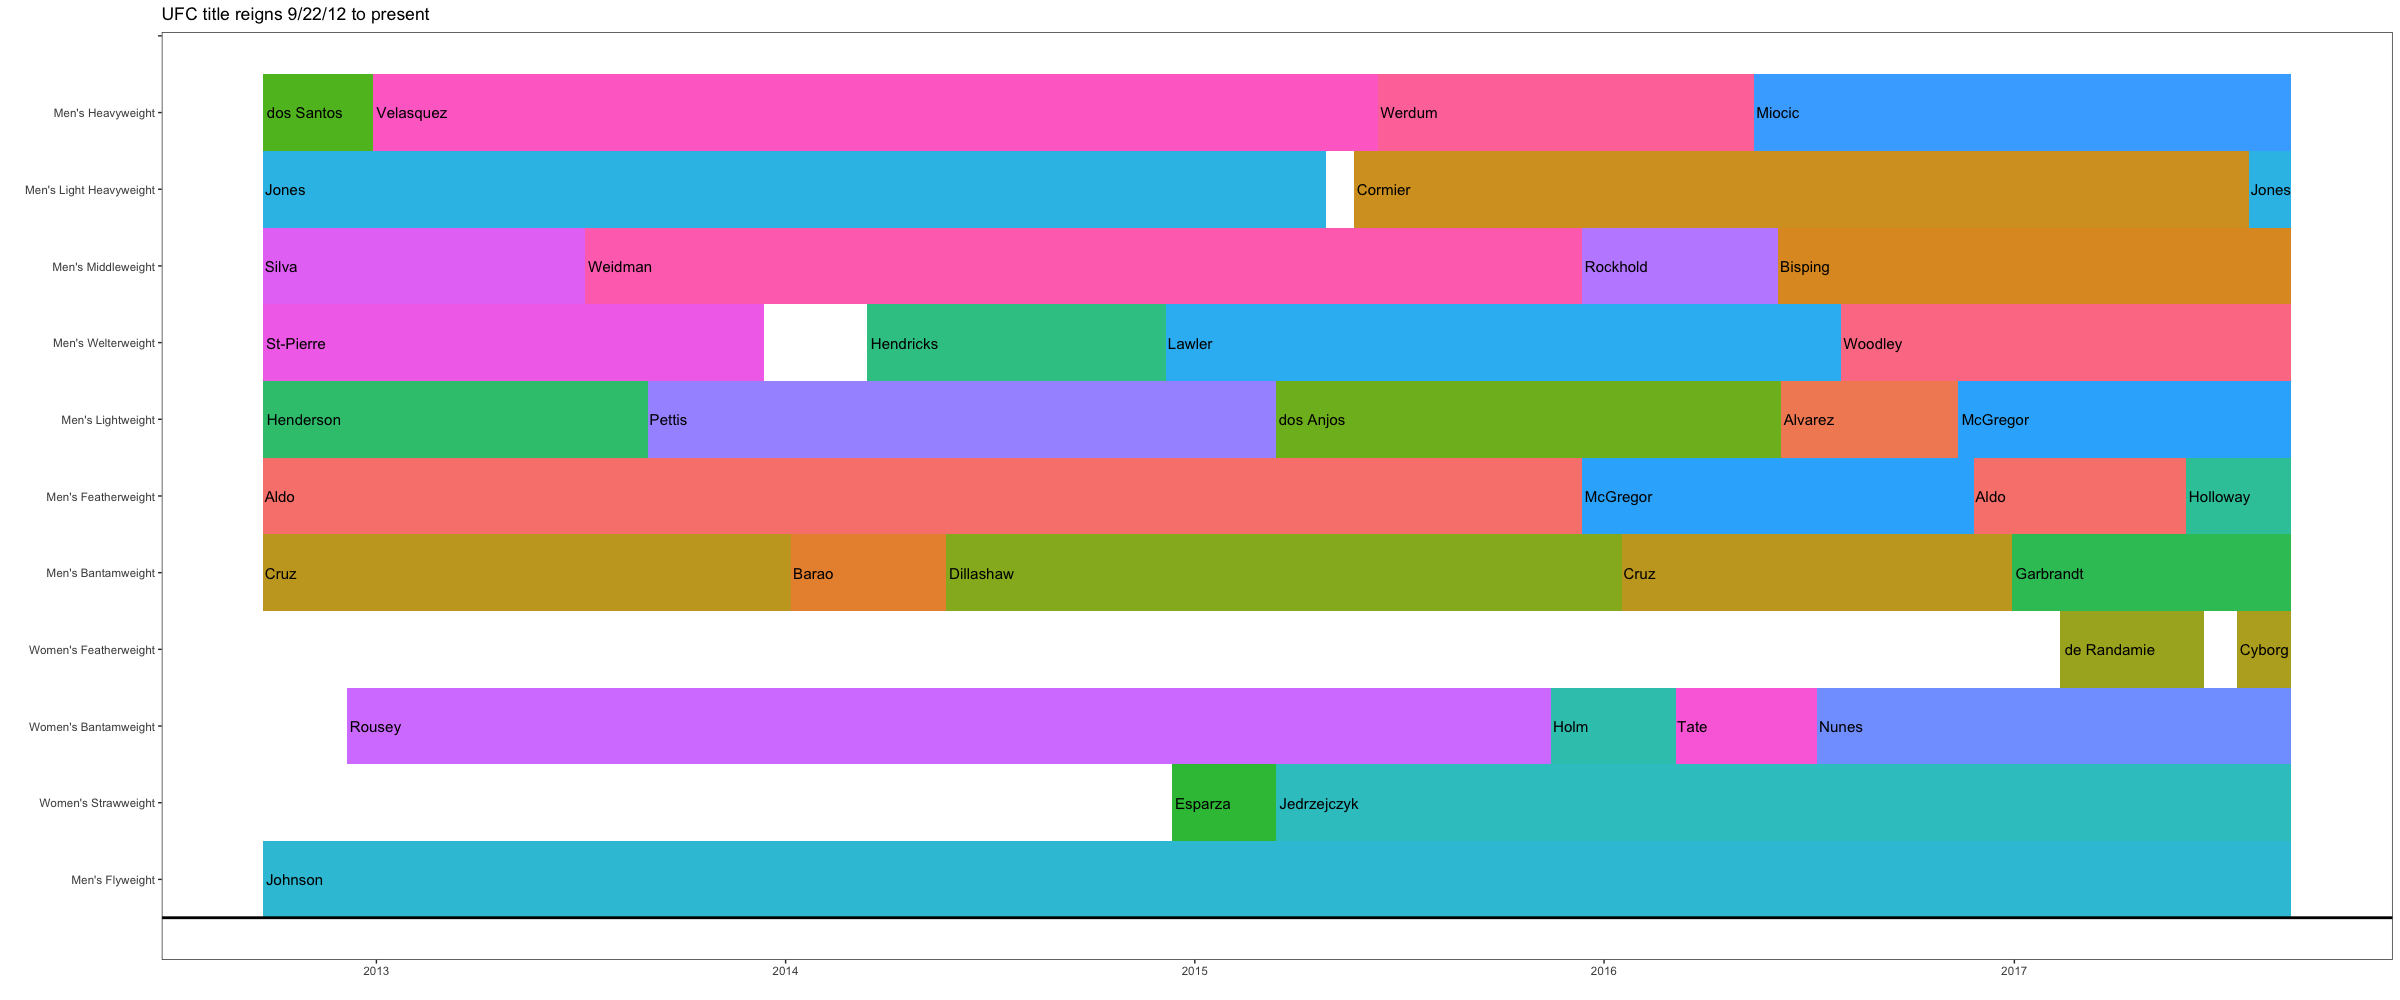 UFC title reigns 9/22/12 to present
Men's Heavyweight dos Santos Velasquez Werdum Miocic
Men's Light Heavyweight Jones Cormier Jones
Men's Middleweight Silva Weidman Rockhold Bisping
Men's Welterweight St-Pierre Hendricks Lawler Woodley
Men's Lightweight Henderson Pettis dos Anjos Alvarez McGregor
Men's Featherweight Aldo McGregor Aldo Holloway
Men's Bantamweight Cruz Barao Dillashaw Cruz Garbrandt
Women's Featherweight de Randamie Cyborg
Women's Bantamweight Rousey Holm Tate Nunes
Women's Strawweight Esparza Jedrzejczyk
Men's Flyweight Johnson
2013 2014 2015 2016 2017